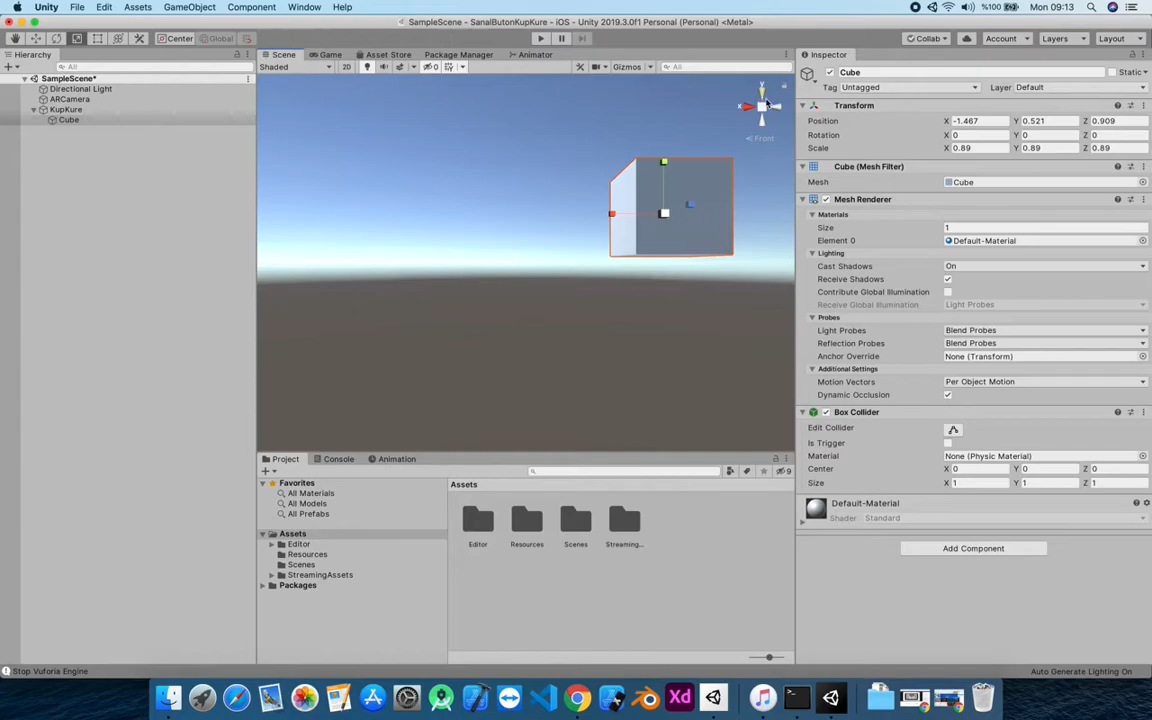 Unity File Edit Assets GameObject Component Window Help %100 Mon 09:13
SampleScene - SanalButonKupKure - iOS - Unity 2019.3.0f1 Personal (Personal) <Metal>
Center Global Collab Account Layers Layout
Hierarchy
All
SampleScene*
Directional Light
ARCamera
KupKure
Cube
Scene Game Asset Store Package Manager Animator
Shaded 2D 0 Gizmos All
y
x
Front
Project Console Animation
9
Favorites
All Materials
All Models
All Prefabs
Assets
Editor
Resources
Scenes
StreamingAssets
Packages
Assets
Editor Resources Scenes Streaming...
Inspector
Cube Static
Tag Untagged Layer Default
Transform
Position X -1.467 Y 0.521 Z 0.909
Rotation X 0 Y 0 Z 0
Scale X 0.89 Y 0.89 Z 0.89
Cube (Mesh Filter)
Mesh Cube
Mesh Renderer
Materials
Size 1
Element 0 Default-Material
Lighting
Cast Shadows On
Receive Shadows
Contribute Global Illumination
Receive Global Illumination Light Probes
Probes
Light Probes Blend Probes
Reflection Probes Blend Probes
Anchor Override None (Transform)
Additional Settings
Motion Vectors Per Object Motion
Dynamic Occlusion
Box Collider
Edit Collider
Is Trigger
Material None (Physic Material)
Center X 0 Y 0 Z 0
Size X 1 Y 1 Z 1
Default-Material
Shader Standard
Add Component
Stop Vuforia Engine Auto Generate Lighting On
Xd